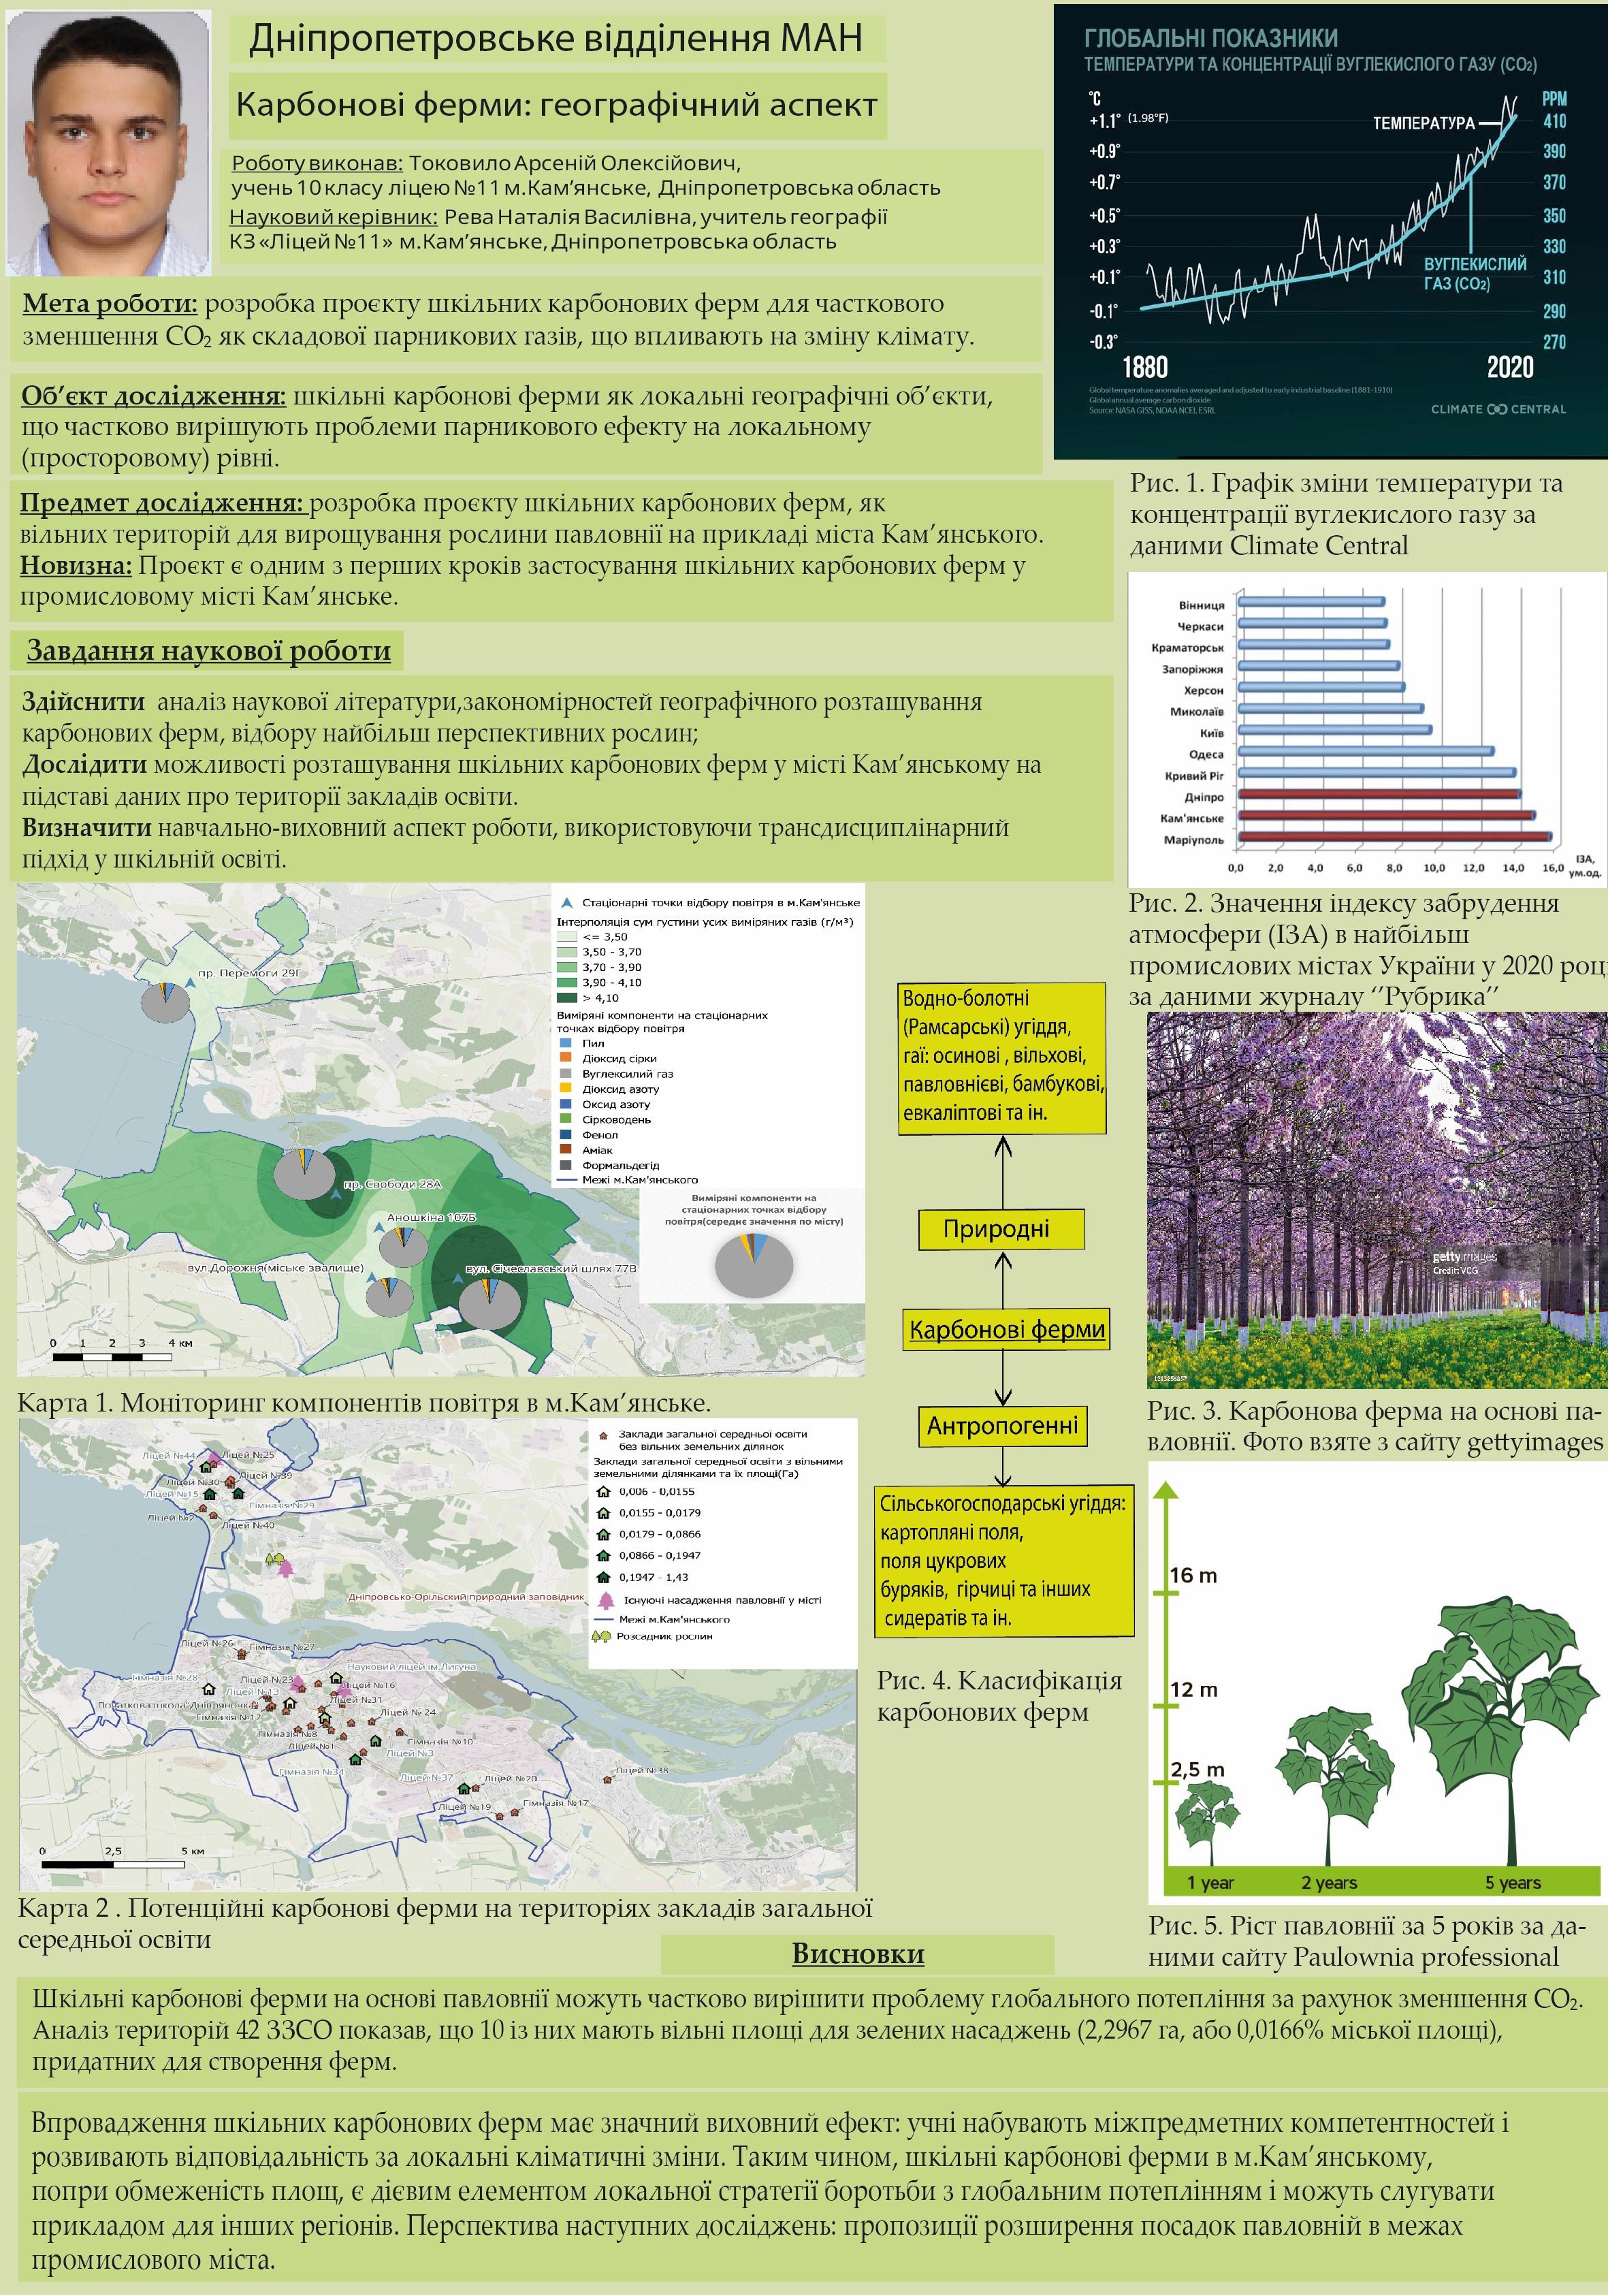 Дніпропетровське відділення МАН
Карбонові ферми: географічний аспект
Роботу виконав: Токовило Арсеній Олексійович,
учень 10 класу ліцею №11 м.Кам’янське, Дніпропетровська область
Науковий керівник: Рева Наталія Василівна, учитель географії
КЗ «Ліцей №11» м.Кам’янське, Дніпропетровська область
Мета роботи: розробка проєкту шкільних карбонових ферм для часткового
зменшення СО₂ як складової парникових газів, що впливають на зміну клімату.
Об’єкт дослідження: шкільні карбонові ферми як локальні географічні об’єкти,
що частково вирішують проблеми парникового ефекту на локальному
(просторовому) рівні.
Предмет дослідження: розробка проєкту шкільних карбонових ферм, як
вільних територій для вирощування рослини павловнії на прикладі міста Кам’янського.
Новизна: Проєкт є одним з перших кроків застосування шкільних карбонових ферм у
промисловому місті Кам’янське.
Завдання наукової роботи
Здійснити аналіз наукової літератури,закономірностей географічного розташування
карбонових ферм, відбору найбільш перспективних рослин;
Дослідити можливості розташування шкільних карбонових ферм у місті Кам’янському на
підставі даних про території закладів освіти.
Визначити навчально-виховний аспект роботи, використовуючи трансдисциплінарний
підхід у шкільній освіті.
ГЛОБАЛЬНІ ПОКАЗНИКИ
ТЕМПЕРАТУРИ ТА КОНЦЕНТРАЦІЇ ВУГЛЕКИСЛОГО ГАЗУ (CO₂)
°C
PPM
+1.1° (1.98°F)
410
ТЕМПЕРАТУРА
+0.9°
390
+0.7°
370
+0.5°
350
+0.3°
330
ВУГЛЕКИСЛИЙ
ГАЗ (CO₂)
+0.1°
310
-0.1°
290
-0.3°
270
1880
2020
Global temperature anomalies averaged and adjusted to early industrial baseline (1881-1910)
Global annual average carbon dioxide
Source: NASA GISS, NOAA NCEI, ESRL
CLIMATE CENTRAL
Рис. 1. Графік зміни температури та
концентрації вуглекислого газу за
даними Climate Central
Вінниця
Черкаси
Краматорськ
Запоріжжя
Херсон
Миколаїв
Київ
Одеса
Кривий Ріг
Дніпро
Кам'янське
Маріуполь
0,0 2,0 4,0 6,0 8,0 10,0 12,0 14,0 16,0
ІЗА,
ум.од.
Рис. 2. Значення індексу забрудення
атмосфери (ІЗА) в найбільш
промислових містах України у 2020 році
за даними журналу ‘’Рубрика’’
Стаціонарні точки відбору повітря в м.Кам'янське
Інтерполяція сум густини усих виміряних газів (г/м³)
<= 3,50
3,50 - 3,70
3,70 - 3,90
3,90 - 4,10
> 4,10
Виміряні компоненти на стаціонарних
точках відбору повітря
Пил
Діоксид сірки
Вуглексилий газ
Діоксид азоту
Оксид азоту
Сірководень
Фенол
Аміак
Формальдегід
Межі м.Кам'янського
Виміряні компоненти на
стаціонарних точках відбору
повітря(середнє значення по місту)
пр. Перемоги 29Г
пр. Свободи 28А
Аношкіна 107Б
вул.Дорожня(міське звалище)
вул. Січеславський шлях 77В
0 1 2 3 4 км
Карта 1. Моніторинг компонентів повітря в м.Кам’янське.
Водно-болотні
(Рамсарські) угіддя,
гаї: осинові , вільхові,
павловнієві, бамбукові,
евкаліптові та ін.
Природні
Карбонові ферми
Антропогенні
Сільськогосподарські угіддя:
картопляні поля,
поля цукрових
буряків, гірчиці та інших
сидератів та ін.
Рис. 4. Класифікація
карбонових ферм
gettyimages
Credit: VCG
1213256857
Рис. 3. Карбонова ферма на основі па-
вловнії. Фото взяте з сайту gettyimages
Заклади загальної середньої освіти
без вільних земельних ділянок
Заклади загальної середньої освіти з вільними
земельними ділянками та їх площі(Га)
0,006 - 0,0155
0,0155 - 0,0179
0,0179 - 0,0866
0,0866 - 0,1947
0,1947 - 1,43
Існуючі насадження павловнії у місті
Межі м.Кам'янського
Розсадник рослин
Ліцей №44
Ліцей №25
Ліцей №30
Ліцей №39
Ліцей №15
Гімназія №29
Ліцей №2
Ліцей №40
Дніпровсько-Орільский природний заповідник
Ліцей №26
Гімназія №27
Гімназія №28
Ліцей №23
Науковий ліцей ім.Лигуна
Ліцей №16
Ліцей №13
Ліцей №31
Початкова школа"Дніпряночка"
Гімназія №12
Ліцей № 24
Гімназія №8
Гімназія №10
Ліцей №1
Ліцей №3
Гімназія №34
Ліцей №37
Ліцей №20
Ліцей №38
Ліцей №19
Гімназія №17
0 2,5 5 км
Карта 2 . Потенційні карбонові ферми на територіях закладів загальної
середньої освіти
16 m
12 m
2,5 m
1 year 2 years 5 years
Рис. 5. Ріст павловнії за 5 років за да-
ними сайту Paulownia professional
Висновки
Шкільні карбонові ферми на основі павловнії можуть частково вирішити проблему глобального потепління за рахунок зменшення СО₂.
Аналіз територій 42 ЗЗСО показав, що 10 із них мають вільні площі для зелених насаджень (2,2967 га, або 0,0166% міської площі),
придатних для створення ферм.
Впровадження шкільних карбонових ферм має значний виховний ефект: учні набувають міжпредметних компетентностей і
розвивають відповідальність за локальні кліматичні зміни. Таким чином, шкільні карбонові ферми в м.Кам’янському,
попри обмеженість площ, є дієвим елементом локальної стратегії боротьби з глобальним потеплінням і можуть слугувати
прикладом для інших регіонів. Перспектива наступних досліджень: пропозиції розширення посадок павловній в межах
промислового міста.